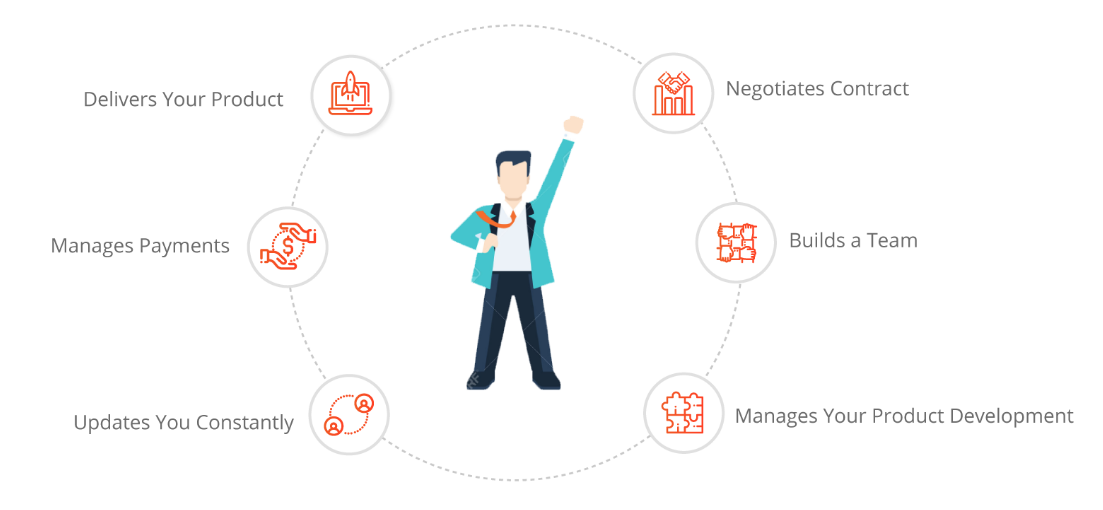 Delivers Your Product
Negotiates Contract
Manages Payments
Builds a Team
Updates You Constantly
Manages Your Product Development